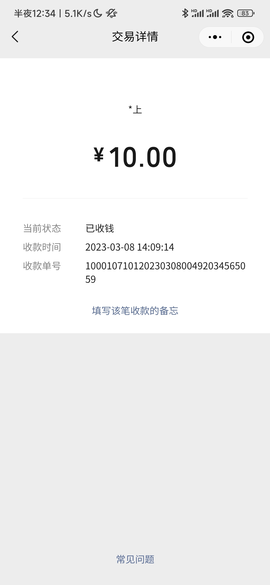 半夜12:34 | 5.1K/s
83
交易详情
*上
¥10.00
当前状态 已收钱
收款时间 2023-03-08 14:09:14
收款单号 100010710120230308004920345650
59
填写该笔收款的备忘
常见问题